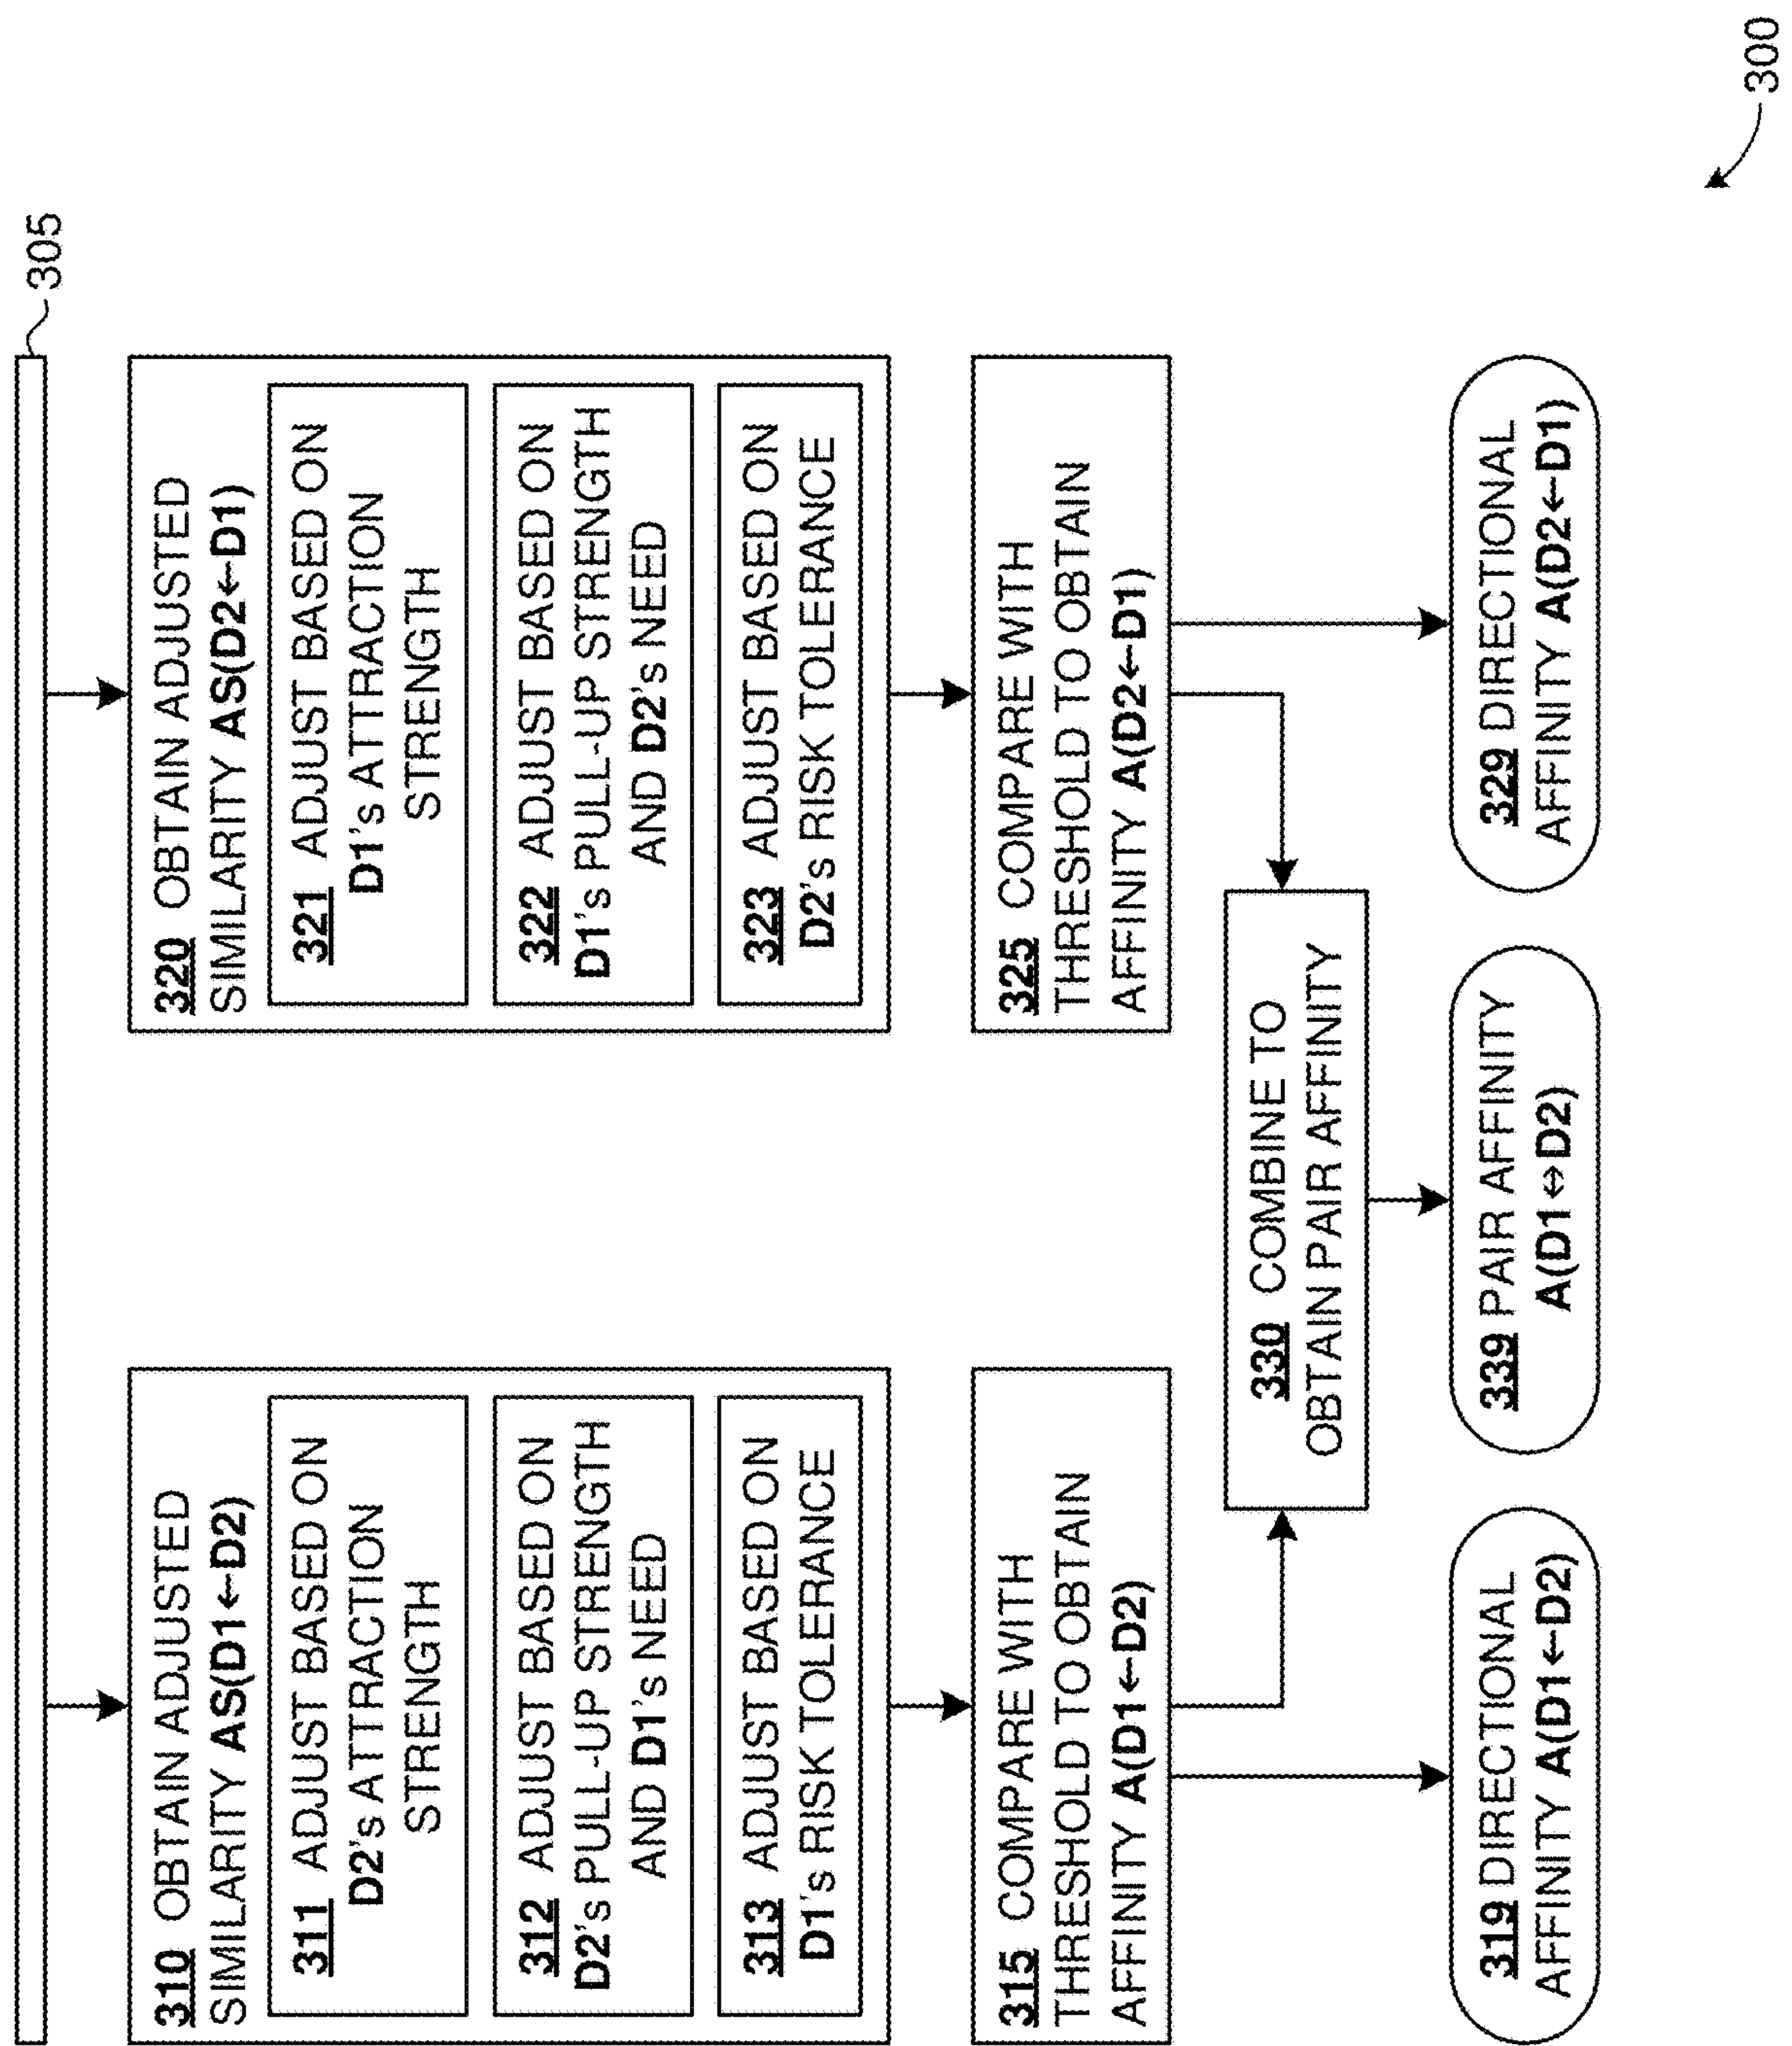 305
310 OBTAIN ADJUSTED
SIMILARITY AS(D1←D2)
311 ADJUST BASED ON
D2's ATTRACTION
STRENGTH
312 ADJUST BASED ON
D2's PULL-UP STRENGTH
AND D1's NEED
313 ADJUST BASED ON
D1's RISK TOLERANCE
320 OBTAIN ADJUSTED
SIMILARITY AS(D2←D1)
321 ADJUST BASED ON
D1's ATTRACTION
STRENGTH
322 ADJUST BASED ON
D1's PULL-UP STRENGTH
AND D2's NEED
323 ADJUST BASED ON
D2's RISK TOLERANCE
315 COMPARE WITH
THRESHOLD TO OBTAIN
AFFINITY A(D1←D2)
325 COMPARE WITH
THRESHOLD TO OBTAIN
AFFINITY A(D2←D1)
330 COMBINE TO
OBTAIN PAIR AFFINITY
319 DIRECTIONAL
AFFINITY A(D1←D2)
339 PAIR AFFINITY
A(D1↔D2)
329 DIRECTIONAL
AFFINITY A(D2←D1)
300